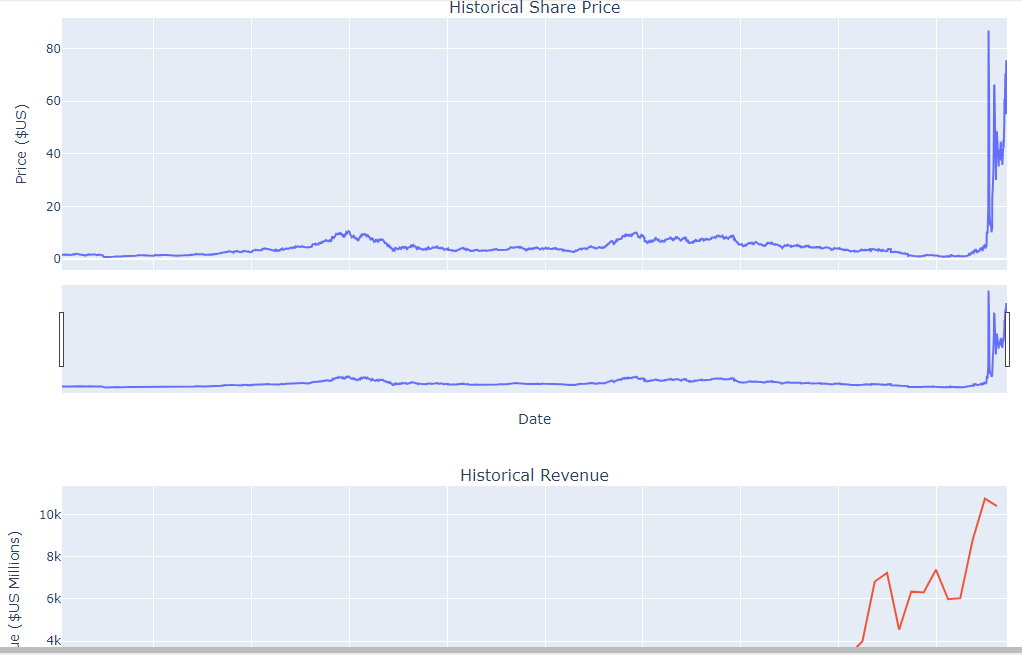 Historical Share Price
Price ($US)
80
60
40
20
0
Date
Historical Revenue
ue ($US Millions)
10k
8k
6k
4k